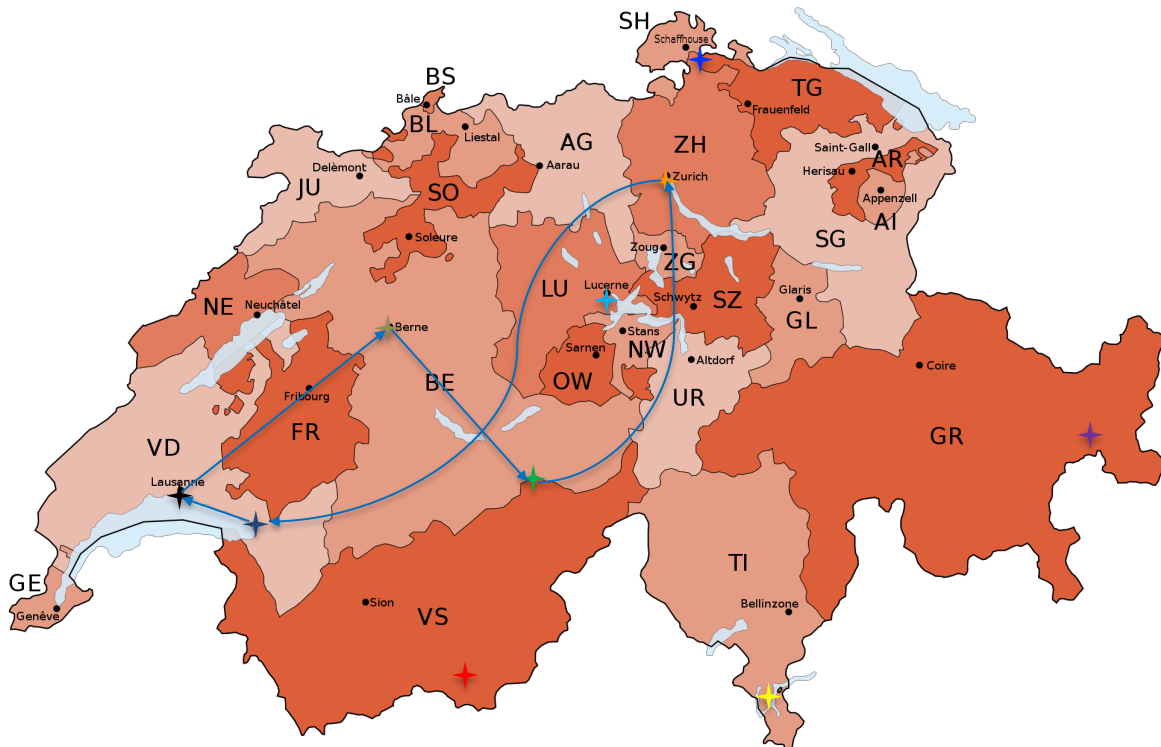 SH
Schaffhouse
BS
Bâle
BL
Liestal
AG
Aarau
ZH
Zurich
TG
Frauenfeld
Saint-Gall
AR
Herisau
Appenzell
AI
SG
JU
Delèmont
SO
Soleure
Zoug
ZG
LU
Lucerne
Schwytz
SZ
Glaris
GL
NE
Neuchâtel
Berne
BE
Stans
NW
Sarnen
OW
Altdorf
UR
Coire
GR
Fribourg
FR
VD
Lausanne
GE
Genêve
Sion
VS
TI
Bellinzone